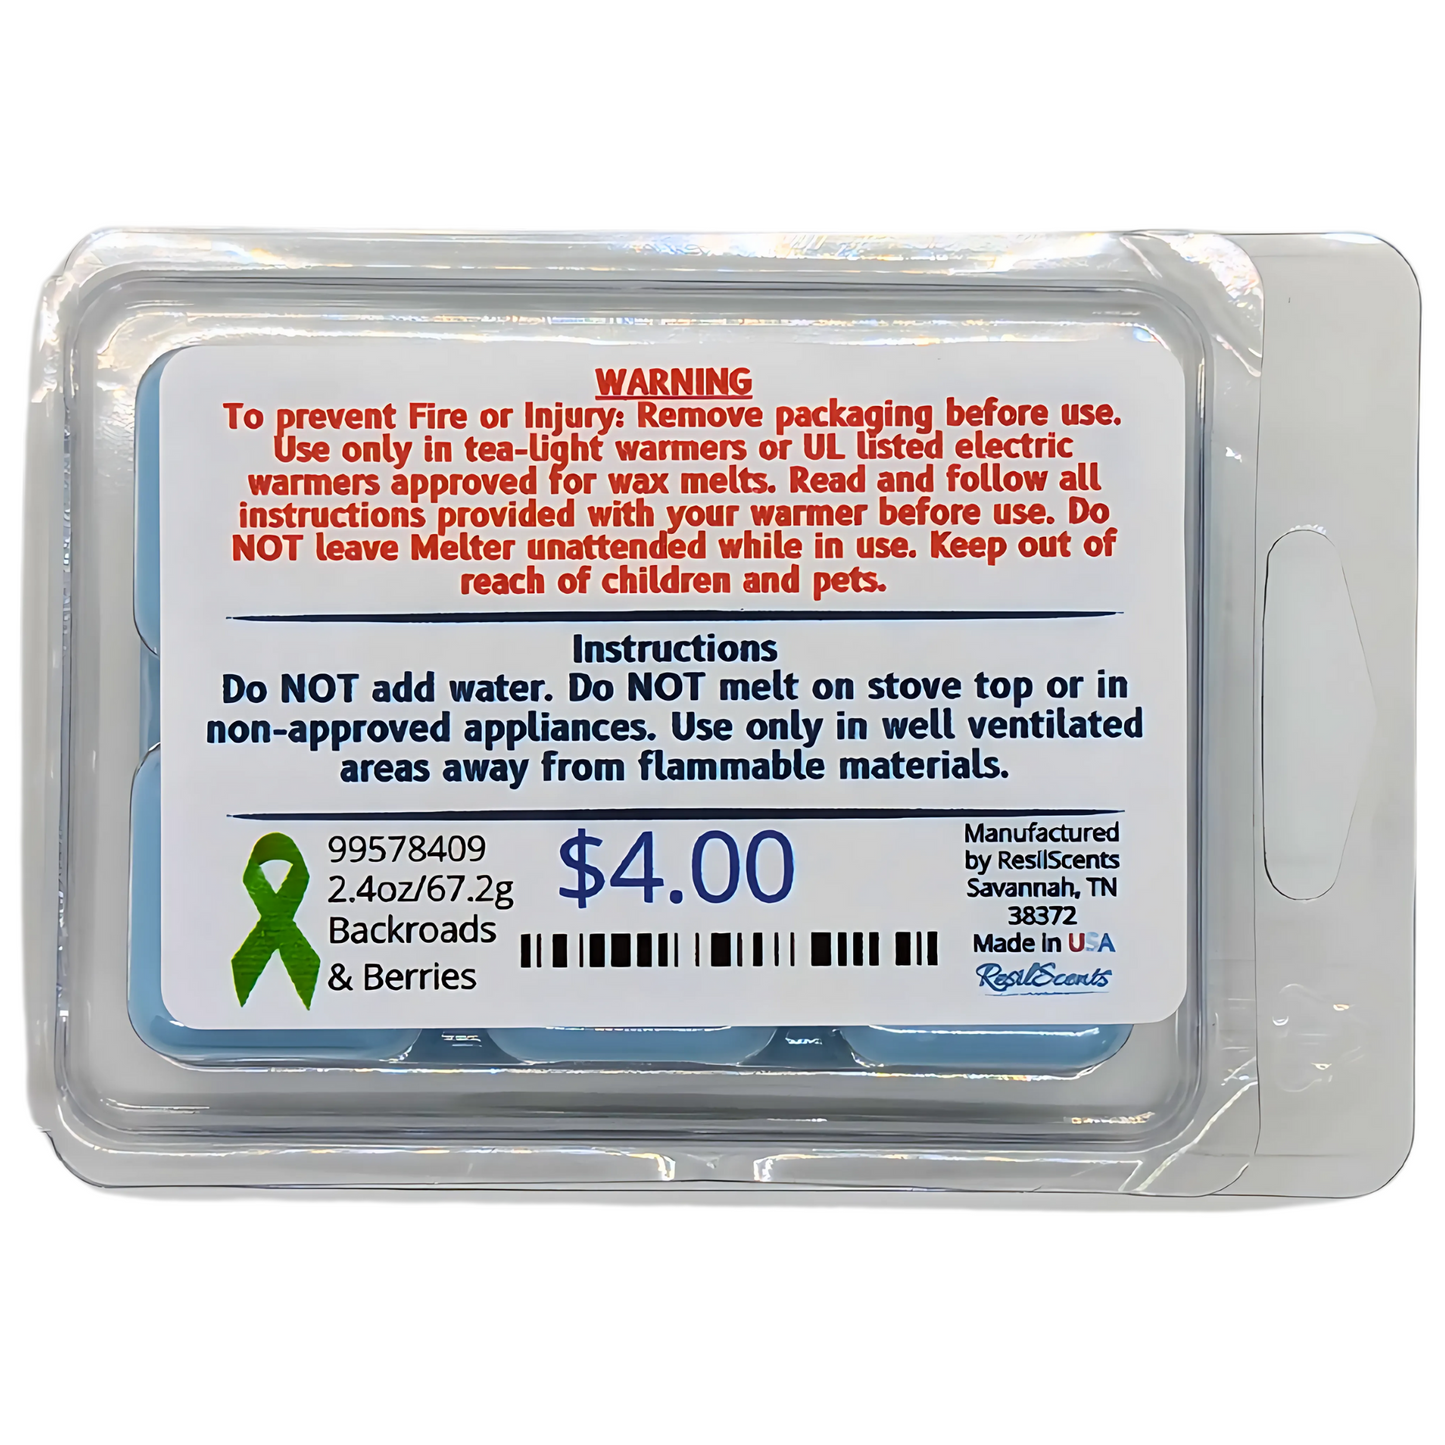 WARNING
To prevent Fire or Injury: Remove packaging before use.
Use only in tea-light warmers or UL listed electric
warmers approved for wax melts. Read and follow all
instructions provided with your warmer before use. Do
NOT leave Melter unattended while in use. Keep out of
reach of children and pets.
Instructions
Do NOT add water. Do NOT melt on stove top or in
non-approved appliances. Use only in well ventilated
areas away from flammable materials.
99578409
2.4oz/67.2g
Backroads
& Berries
$4.00
Manufactured
by ResilScents
Savannah, TN
38372
Made in USA
ResilScents